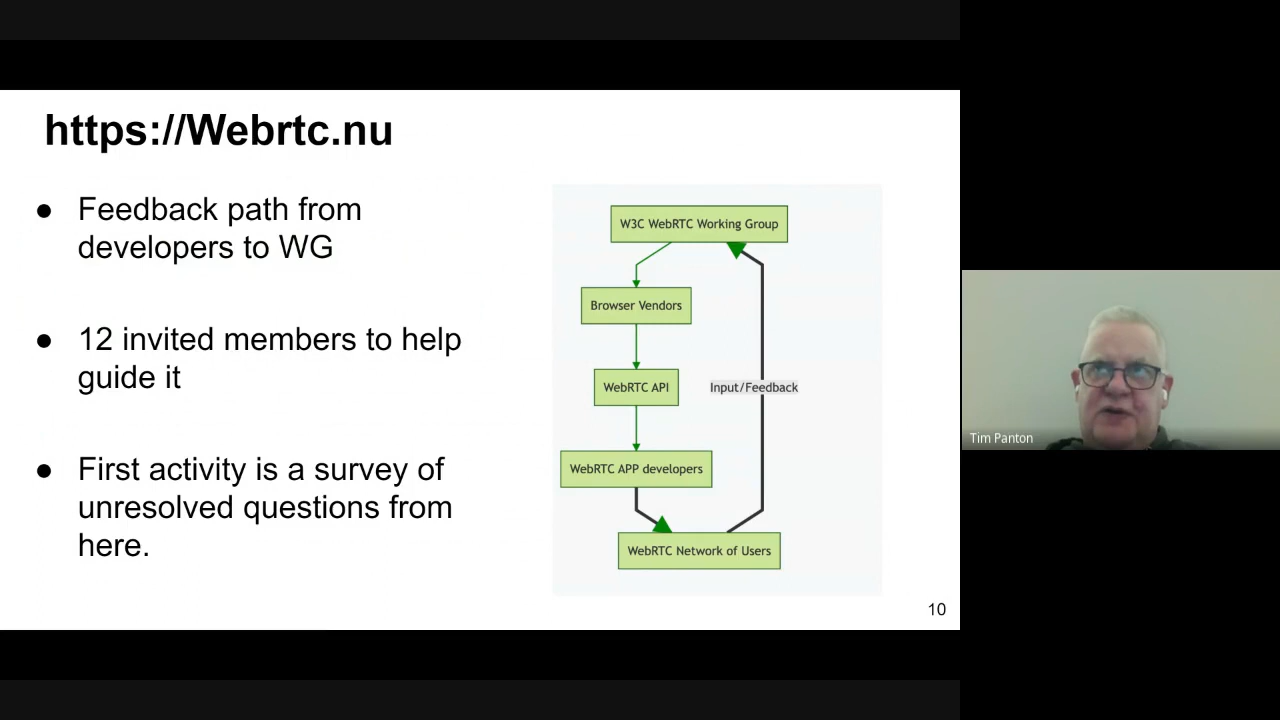 https://Webrtc.nu
● Feedback path from
developers to WG
● 12 invited members to help
guide it
● First activity is a survey of
unresolved questions from
here.
W3C WebRTC Working Group
Browser Vendors
WebRTC API
Input/Feedback
WebRTC APP developers
WebRTC Network of Users
10
Tim Panton